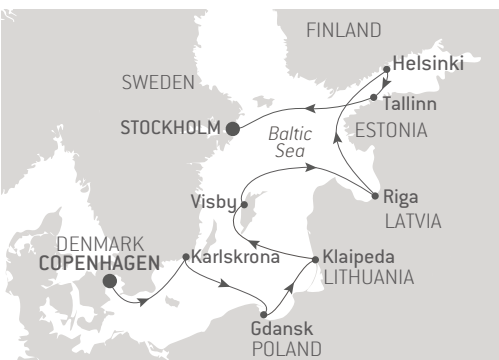 FINLAND
Helsinki
SWEDEN
Tallinn
STOCKHOLM
ESTONIA
Baltic
Sea
Visby
Riga
LATVIA
DENMARK
COPENHAGEN
Karlskrona
Klaipeda
LITHUANIA
Gdansk
POLAND